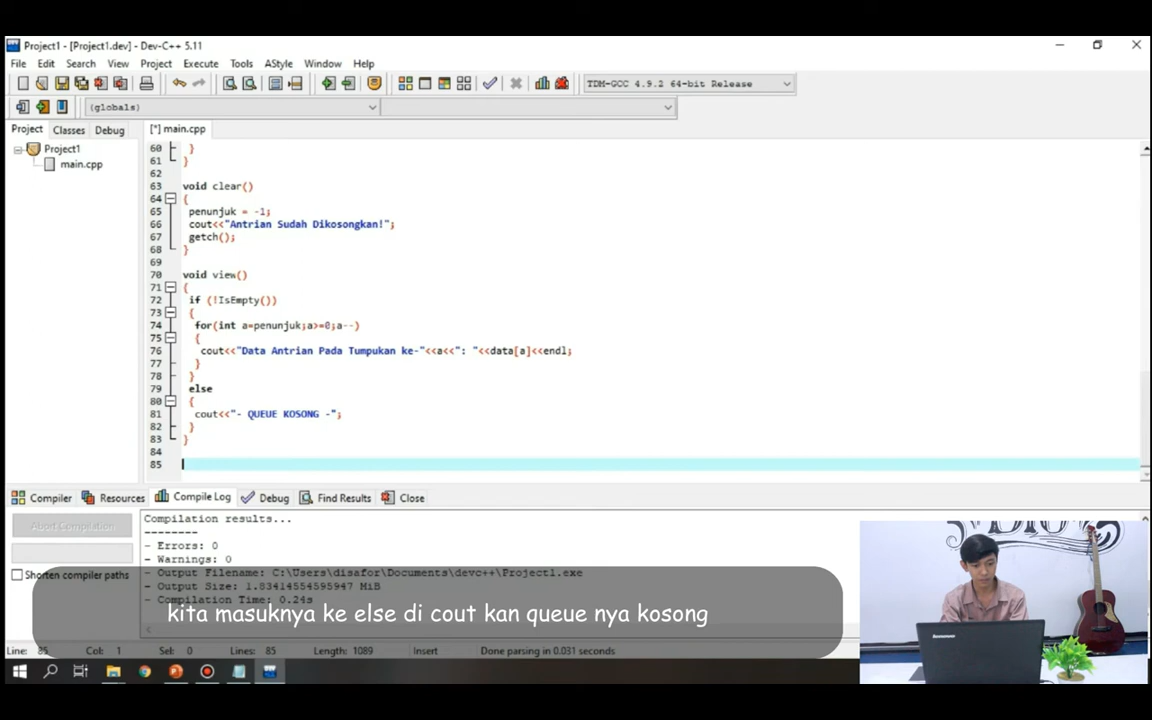 Project1 - [Project1.dev] - Dev-C++ 5.11
File Edit Search View Project Execute Tools AStyle Window Help
TDM-GCC 4.9.2 64-bit Release
(globals)
Project Classes Debug [*] main.cpp
Project1
main.cpp
60 }
61 }
62
63 void clear()
64 {
65 penunjuk = -1;
66 cout<<"Antrian Sudah Dikosongkan!";
67 getch();
68 }
69
70 void view()
71 {
72 if (!IsEmpty())
73 {
74 for(int a=penunjuk;a>=0;a--)
75 {
76 cout<<"Data Antrian Pada Tumpukan ke-"<<a<<": "<<data[a]<<endl;
77 }
78 }
79 else
80 {
81 cout<<"- QUEUE KOSONG -";
82 }
83 }
84
85
Compiler Resources Compile Log Debug Find Results Close
Abort Compilation
Shorten compiler paths
Compilation results...
--------
- Errors: 0
- Warnings: 0
- Output Filename: C:\Users\disafor\Documents\devc++\Project1.exe
- Output Size: 1.83414554595947 MiB
- Compilation Time: 0.24s
kita masuknya ke else di cout kan queue nya kosong
Line: 85 Col: 1 Sel: 0 Lines: 85 Length: 1089 Insert Done parsing in 0.031 seconds